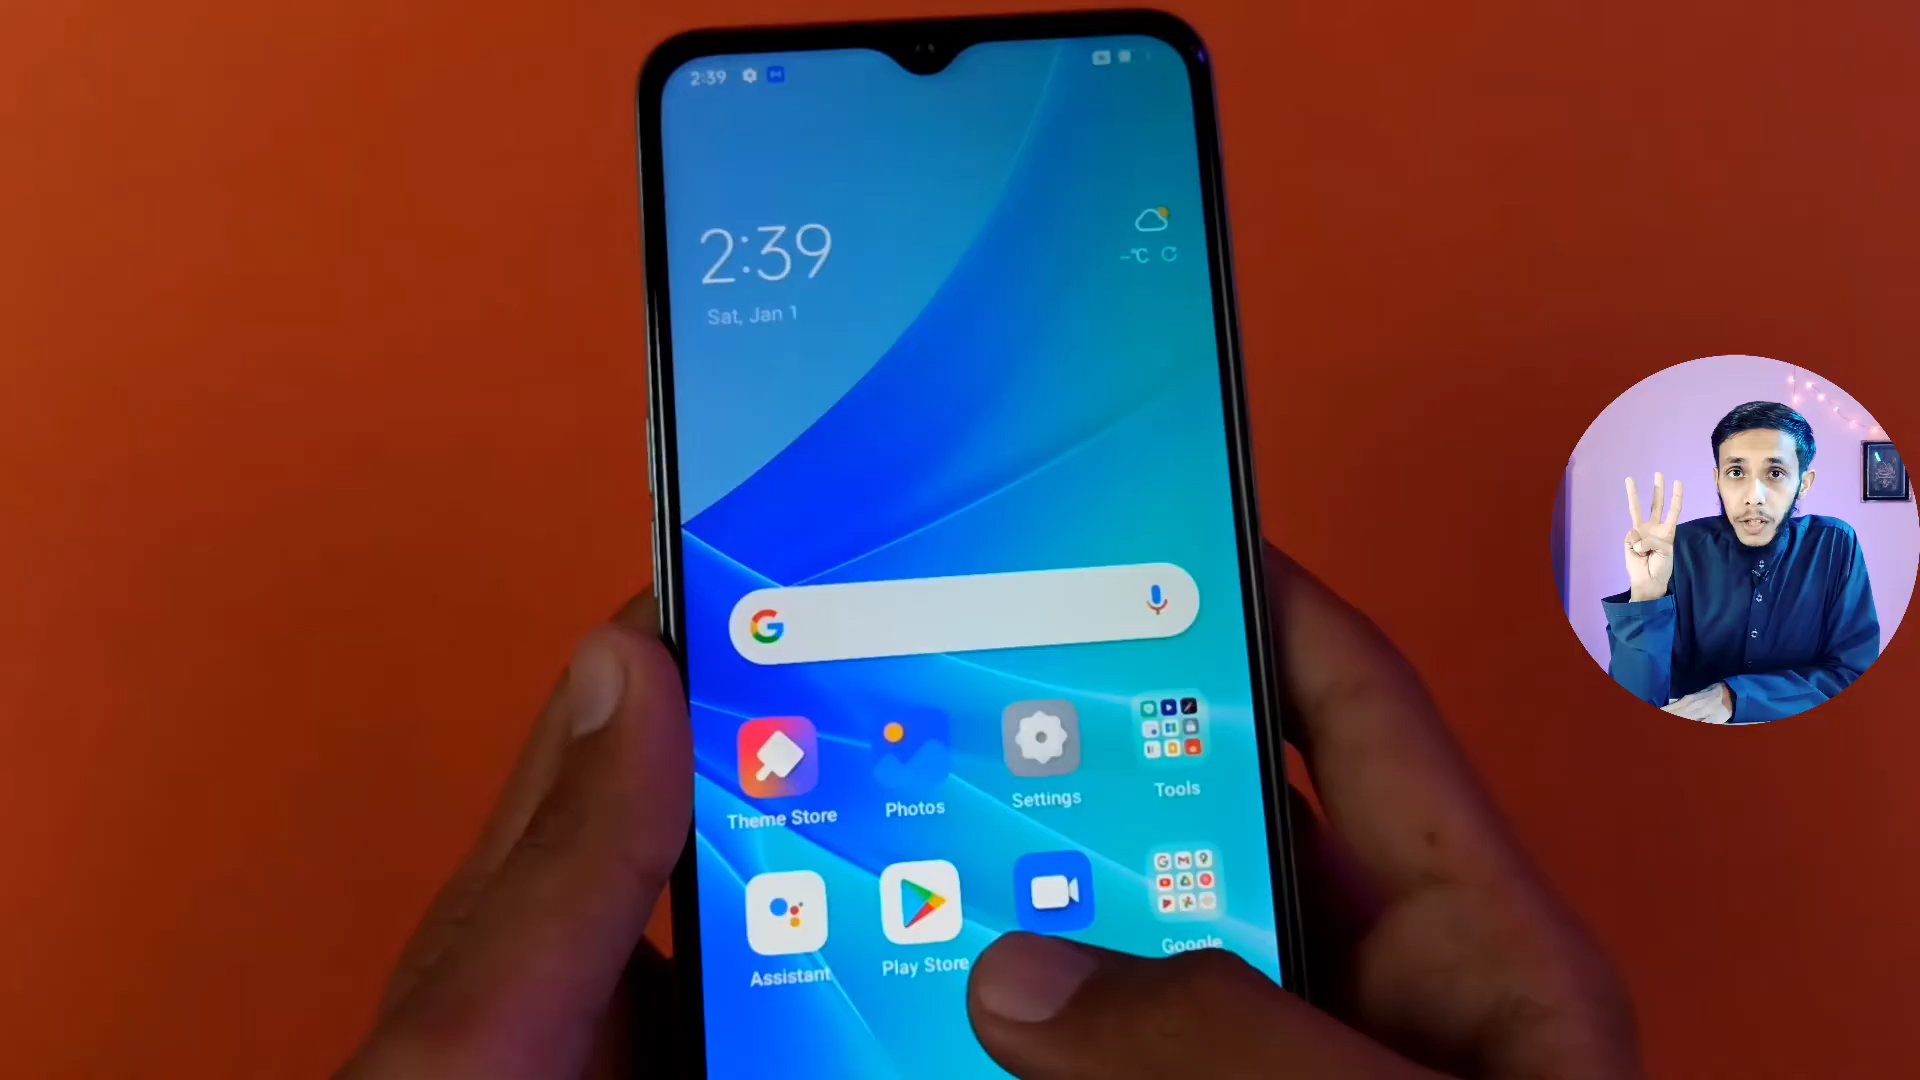 2:39
2:39
Sat, Jan 1
–°C
Theme Store
Photos
Settings
Tools
Assistant
Play Store
Google